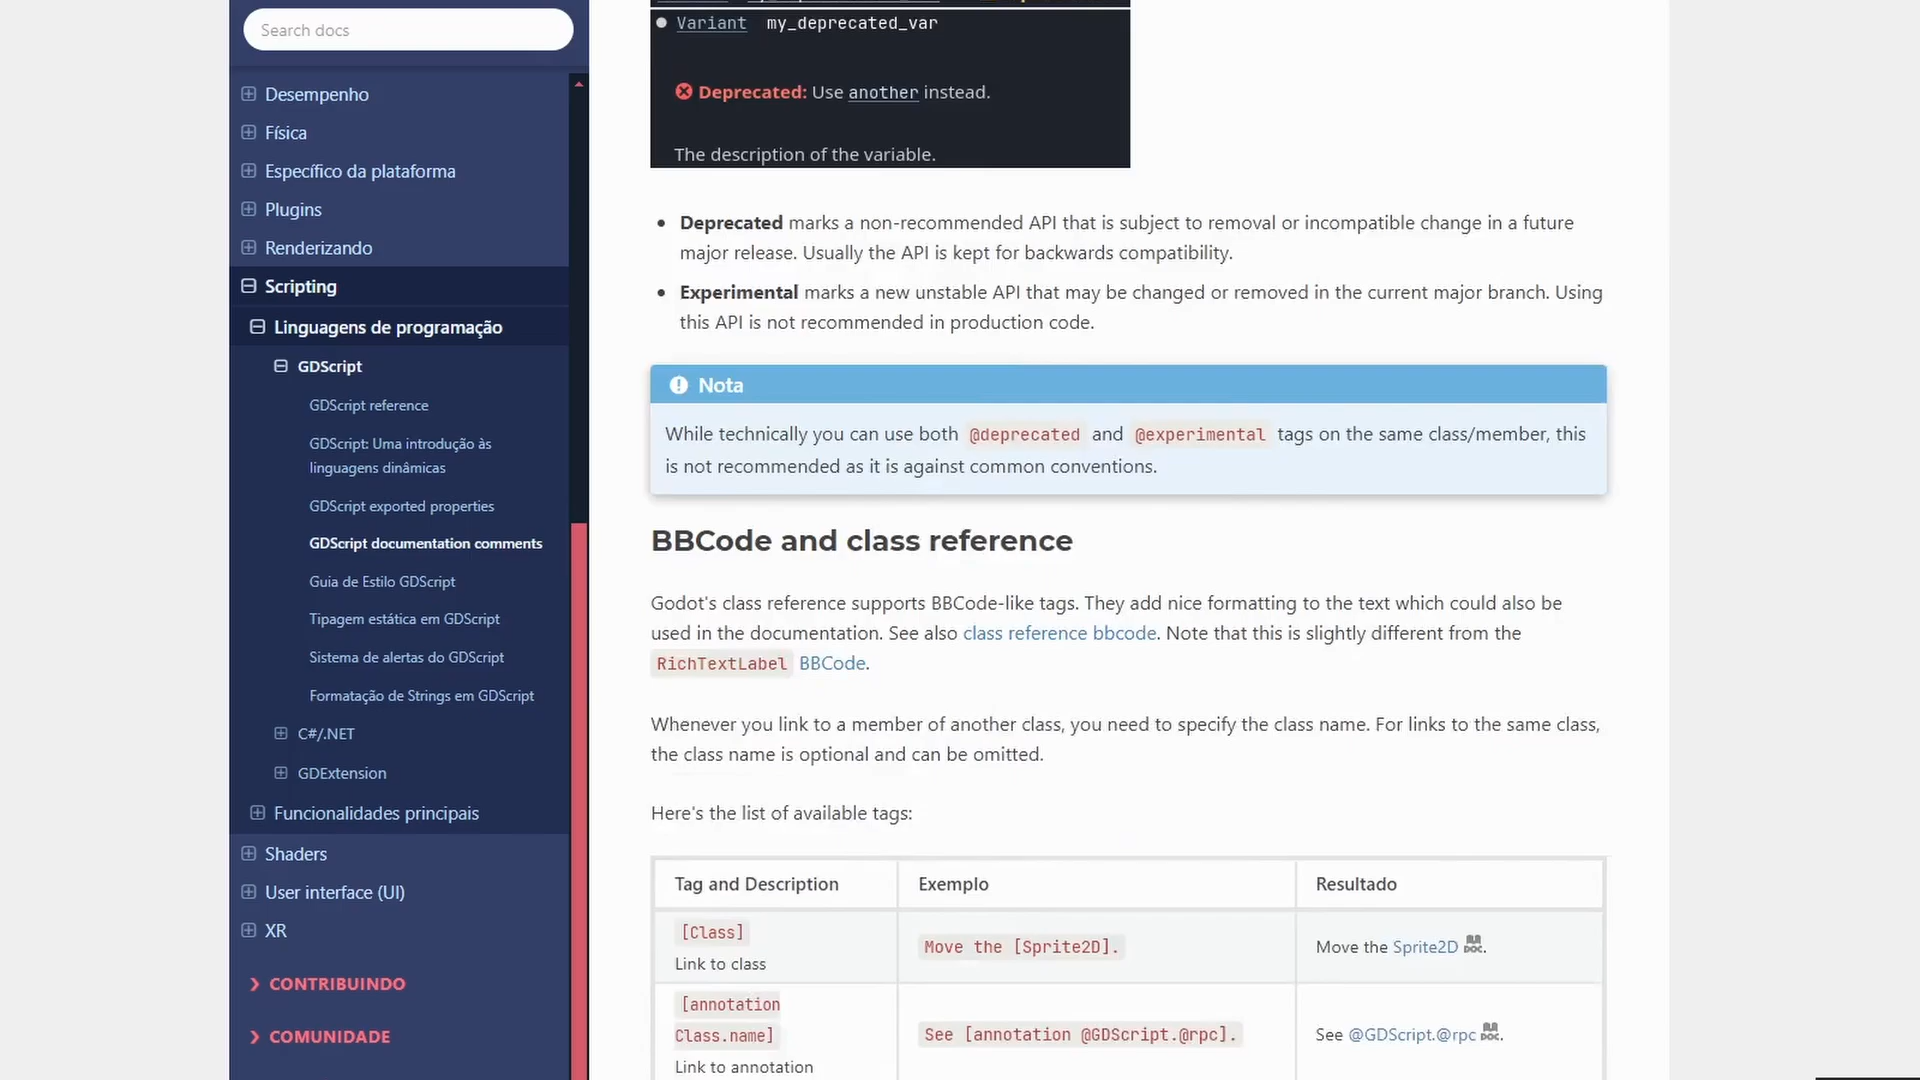 Search docs
Desempenho
Física
Específico da plataforma
Plugins
Renderizando
Scripting
Linguagens de programação
GDScript
GDScript reference
GDScript: Uma introdução às
linguagens dinâmicas
GDScript exported properties
GDScript documentation comments
Guia de Estilo GDScript
Tipagem estática em GDScript
Sistema de alertas do GDScript
Formatação de Strings em GDScript
C#/.NET
GDExtension
Funcionalidades principais
Shaders
User interface (UI)
XR
CONTRIBUINDO
COMUNIDADE
Variant my_deprecated_var
Deprecated: Use another instead.
The description of the variable.
Deprecated marks a non-recommended API that is subject to removal or incompatible change in a future
major release. Usually the API is kept for backwards compatibility.
Experimental marks a new unstable API that may be changed or removed in the current major branch. Using
this API is not recommended in production code.
Nota
While technically you can use both @deprecated and @experimental tags on the same class/member, this
is not recommended as it is against common conventions.
BBCode and class reference
Godot's class reference supports BBCode-like tags. They add nice formatting to the text which could also be
used in the documentation. See also class reference bbcode. Note that this is slightly different from the
RichTextLabel BBCode.
Whenever you link to a member of another class, you need to specify the class name. For links to the same class,
the class name is optional and can be omitted.
Here's the list of available tags:
Tag and Description Exemplo Resultado
[Class]
Link to class
Move the [Sprite2D].
Move the Sprite2D DOC.
[annotation
Class.name]
Link to annotation
See [annotation @GDScript.@rpc].
See @GDScript.@rpc DOC.